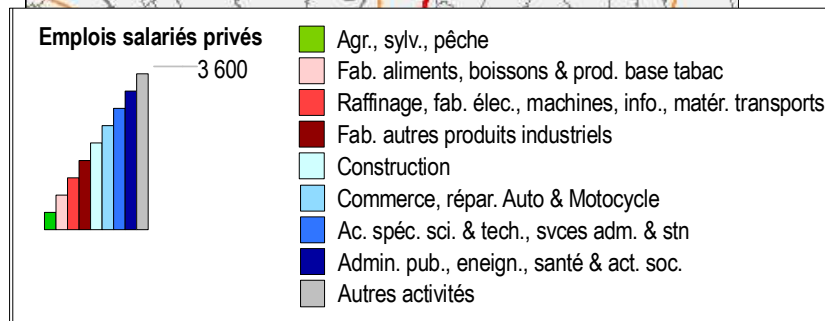 Emplois salariés privés
3 600
Agr., sylv., pêche
Fab. aliments, boissons & prod. base tabac
Raffinage, fab. élec., machines, info., matér. transports
Fab. autres produits industriels
Construction
Commerce, répar. Auto & Motocycle
Ac. spéc. sci. & tech., svces adm. & stn
Admin. pub., eneign., santé & act. soc.
Autres activités